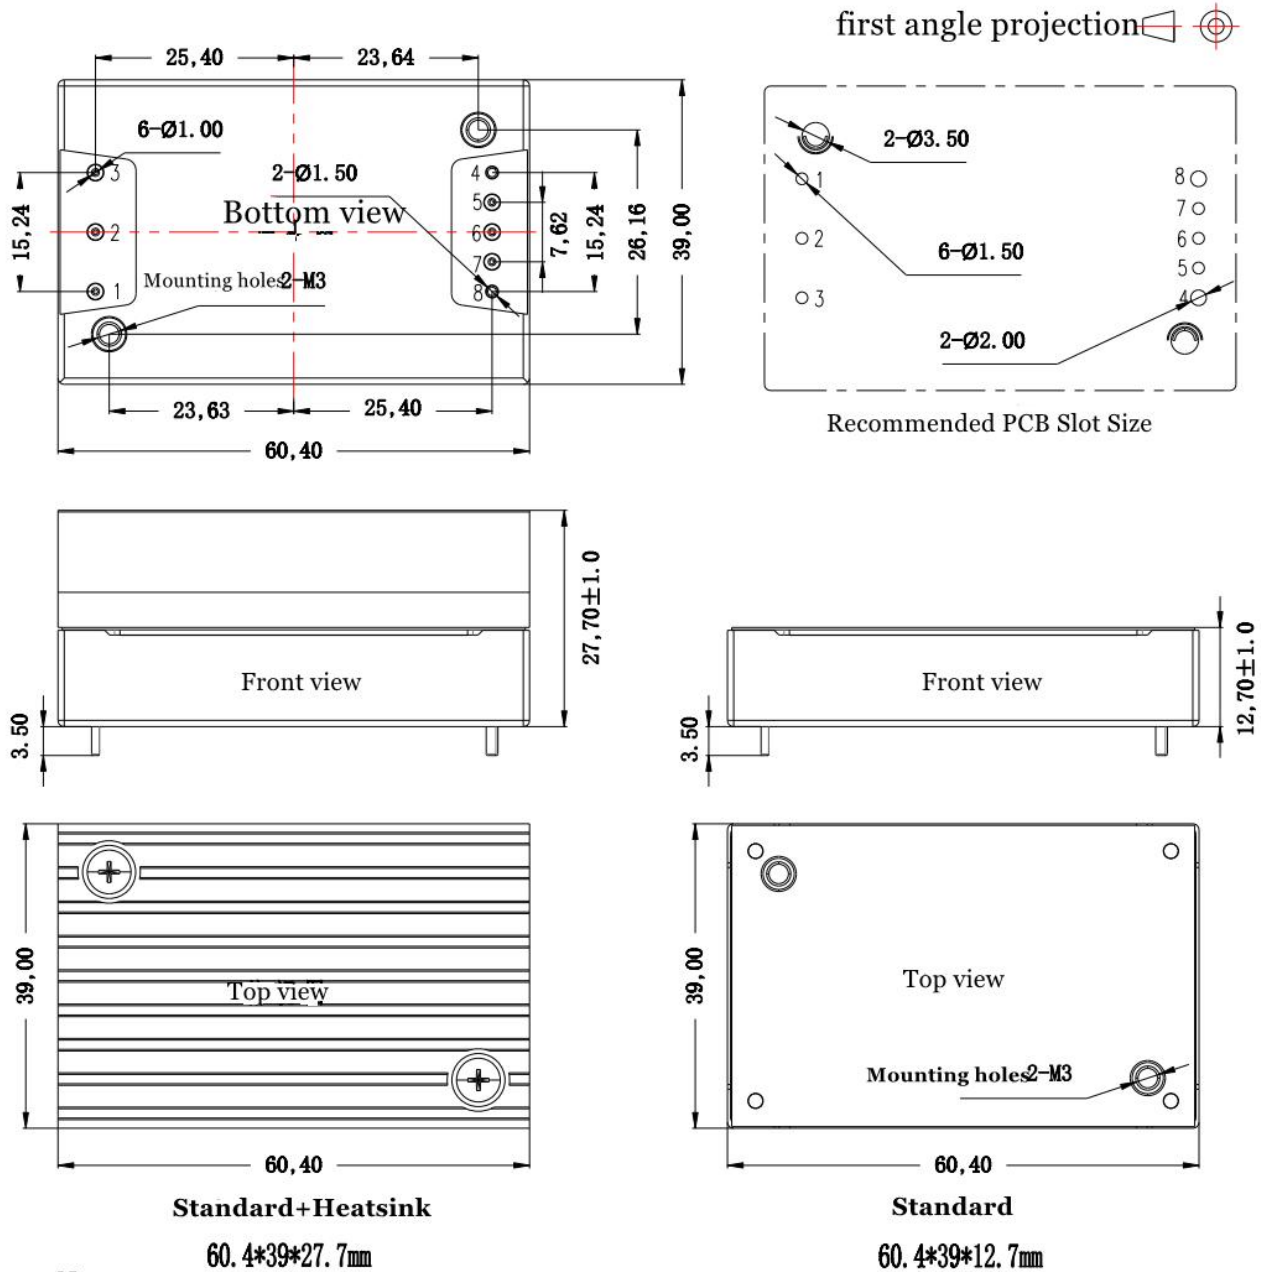 first angle projection
25,40
23,64
6-Ø1.00
2-Ø3.50
3
4
2-Ø1.50
1
8
5
7
15,24
Bottom view
2
6
7,62
15,24
26,16
39,00
2
6
7
6-Ø1.50
5
Mounting holes 2-M3
1
8
3
4
2-Ø2.00
23,63
25,40
Recommended PCB Slot Size
60,40
27,70±1.0
Front view
3.50
Front view
3.50
12,70±1.0
39,00
Top view
39,00
Top view
Mounting holes 2-M3
60,40
60,40
Standard+Heatsink
Standard
60.4*39*27.7mm
60.4*39*12.7mm